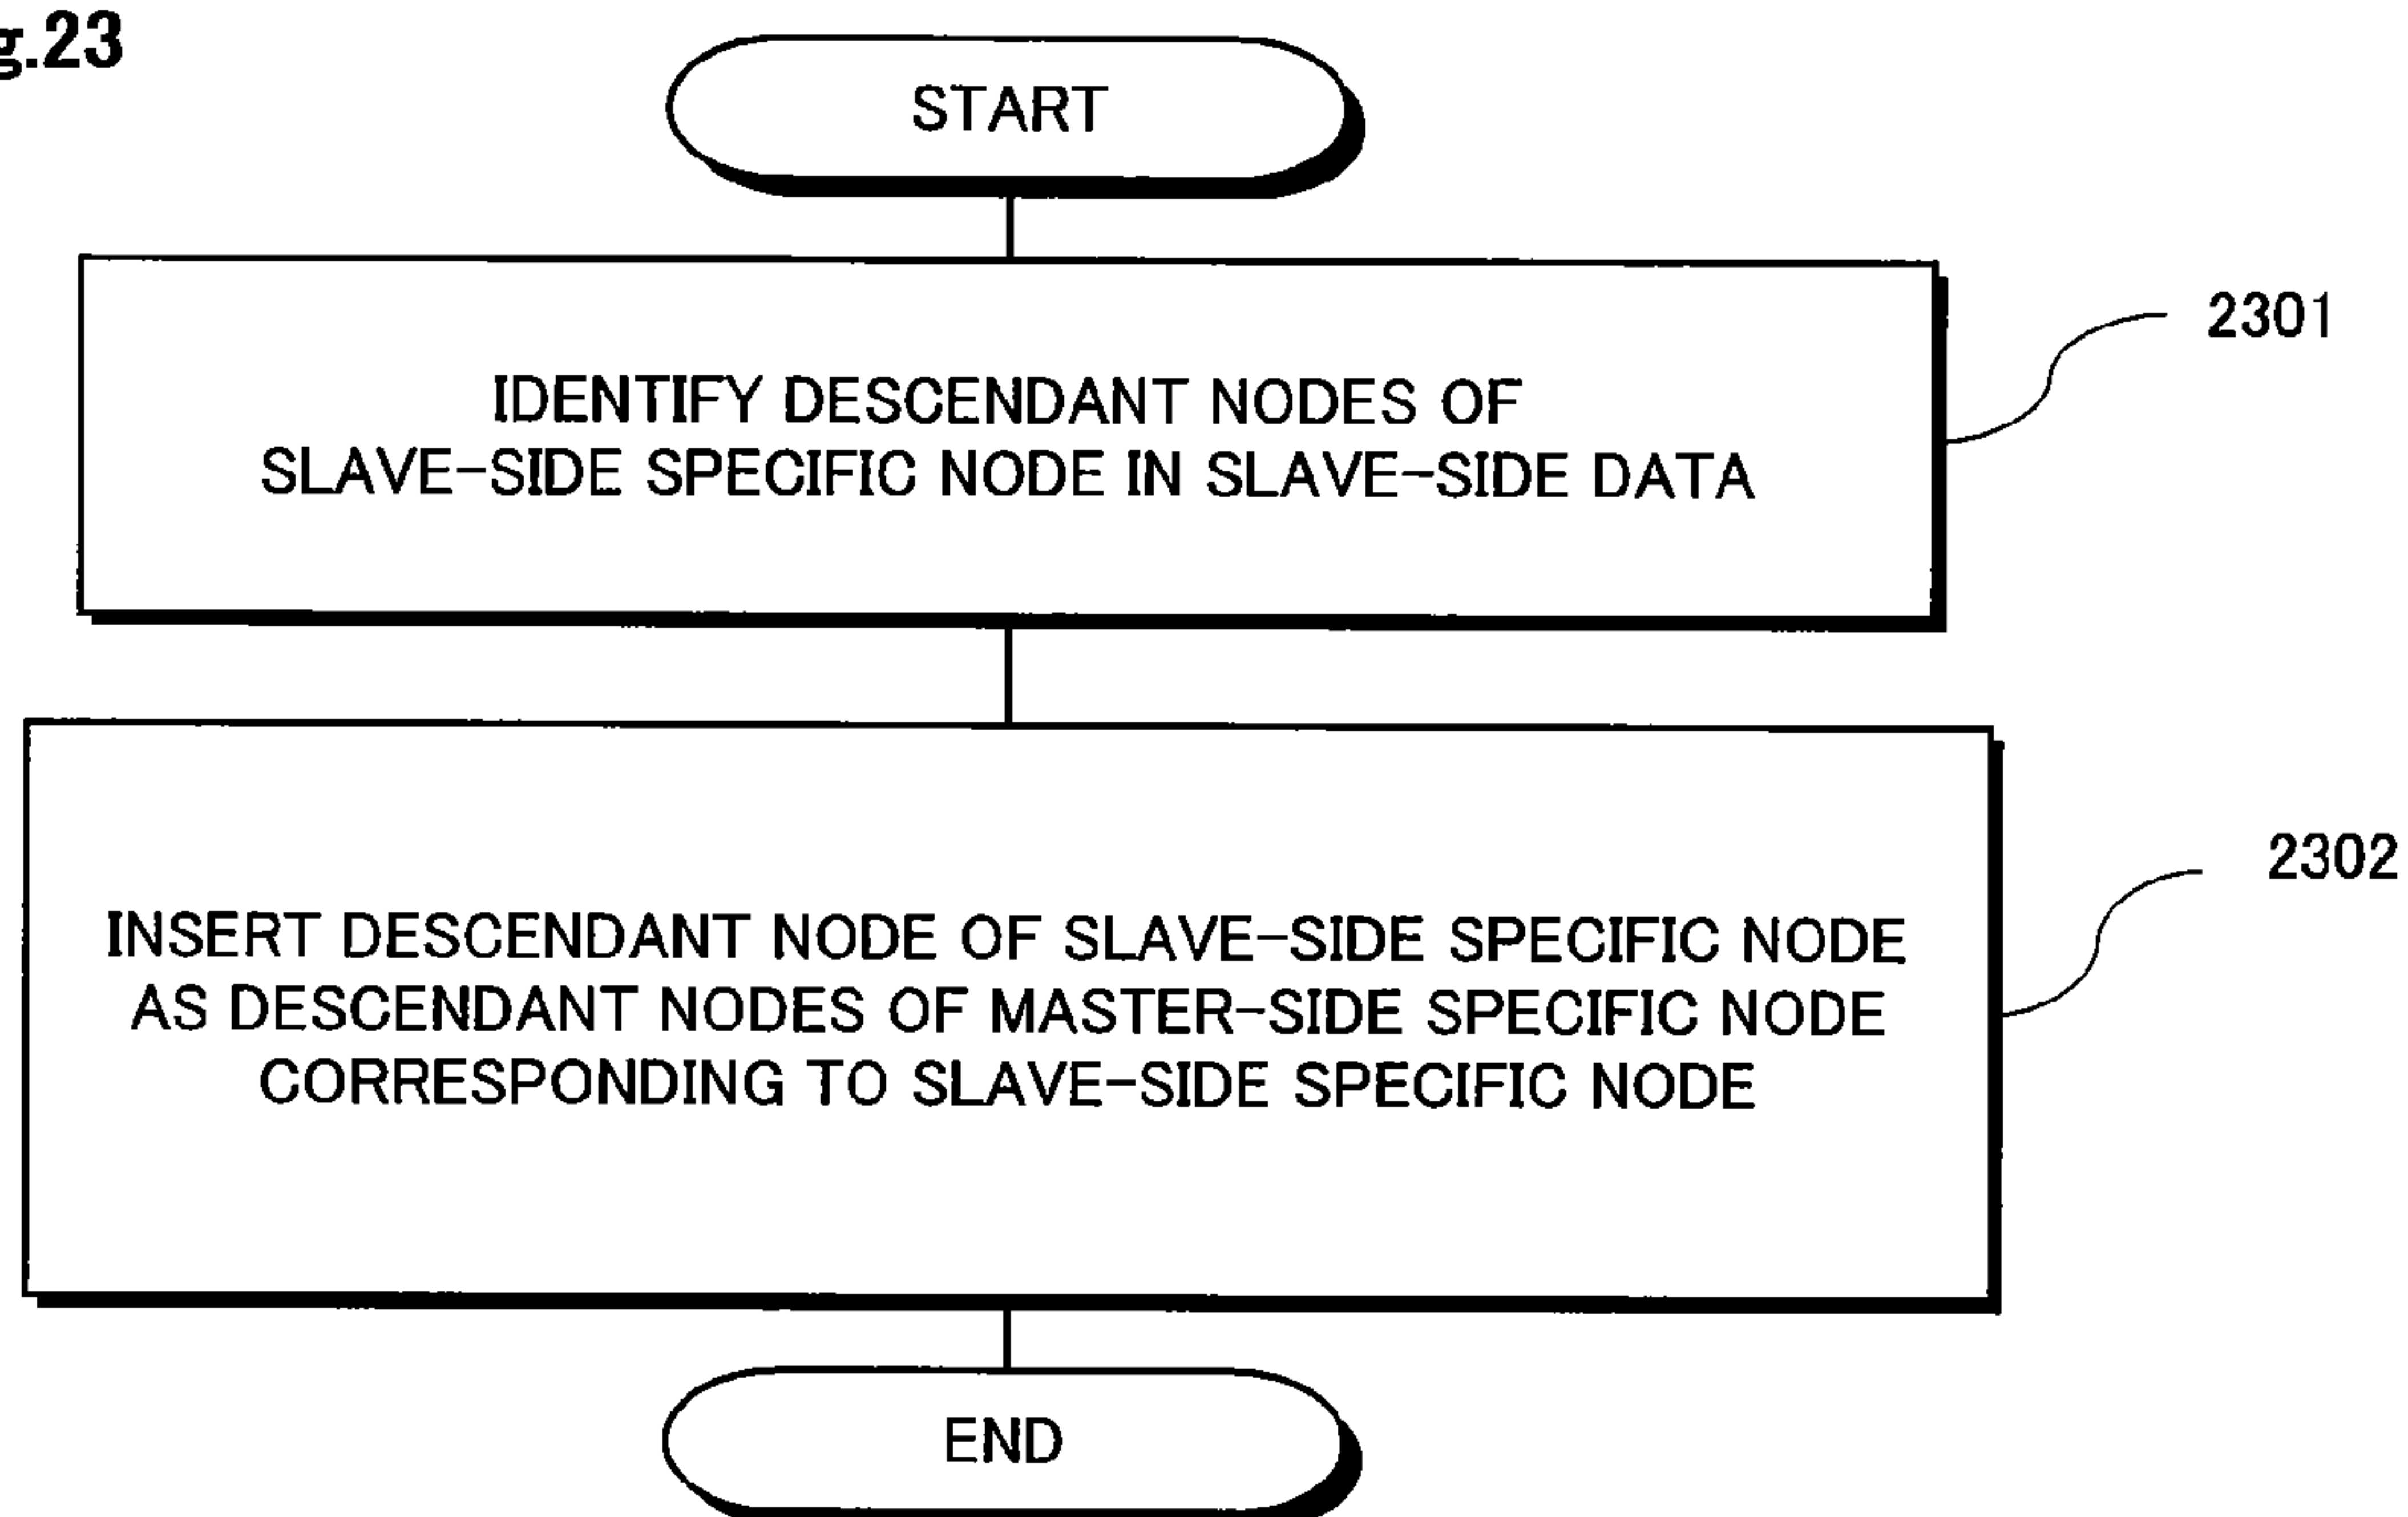 g.23
START
IDENTIFY DESCENDANT NODES OF
SLAVE-SIDE SPECIFIC NODE IN SLAVE-SIDE DATA
2301
INSERT DESCENDANT NODE OF SLAVE-SIDE SPECIFIC NODE
AS DESCENDANT NODES OF MASTER-SIDE SPECIFIC NODE
CORRESPONDING TO SLAVE-SIDE SPECIFIC NODE
2302
END